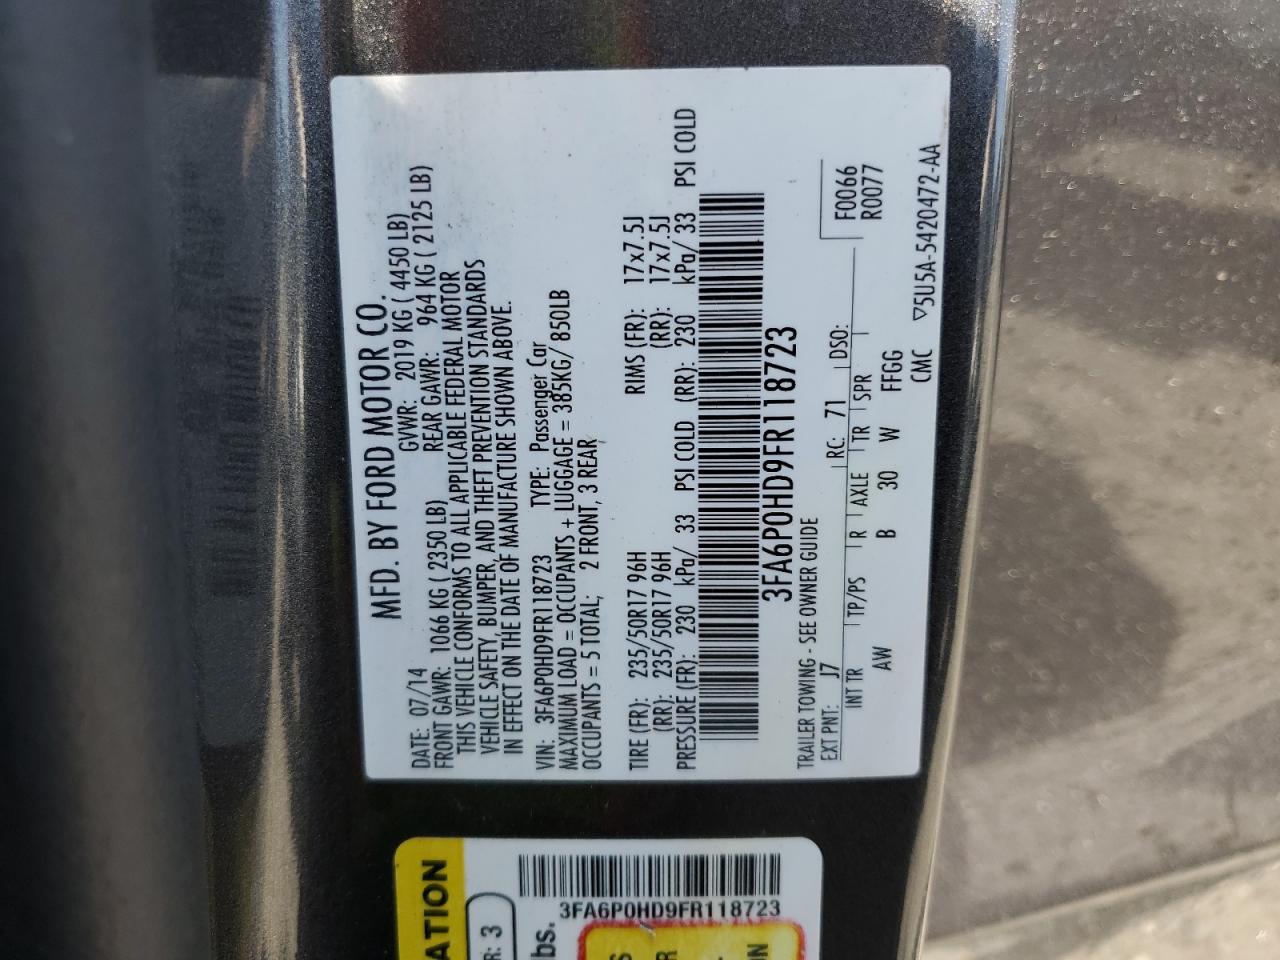 MFD. BY FORD MOTOR CO.
DATE: 07/14 GVWR: 2019 KG ( 4450 LB)
FRONT GAWR: 1066 KG ( 2350 LB) REAR GAWR: 964 KG ( 2125 LB)
THIS VEHICLE CONFORMS TO ALL APPLICABLE FEDERAL MOTOR
VEHICLE SAFETY, BUMPER, AND THEFT PREVENTION STANDARDS
IN EFFECT ON THE DATE OF MANUFACTURE SHOWN ABOVE.
VIN: 3FA6P0HD9FR118723 TYPE: Passenger Car
MAXIMUM LOAD = OCCUPANTS + LUGGAGE = 385KG/ 850LB
OCCUPANTS = 5 TOTAL; 2 FRONT, 3 REAR
TIRE (FR): 235/50R17 96H RIMS (FR): 17x7.5J
(RR): 235/50R17 96H (RR): 17x7.5J
PRESSURE (FR): 230 kPa/ 33 PSI COLD (RR): 230 kPa/ 33 PSI COLD
3FA6P0HD9FR118723
TRAILER TOWING - SEE OWNER GUIDE
F0066
EXT PNT: J7 RC: 71 DSO: R0077
INT TR TP/PS R AXLE TR SPR
AW B 30 W FFGG
CMC ▽5U5A-5420472-AA
ATION
R: 3
bs.
3FA6P0HD9FR118723